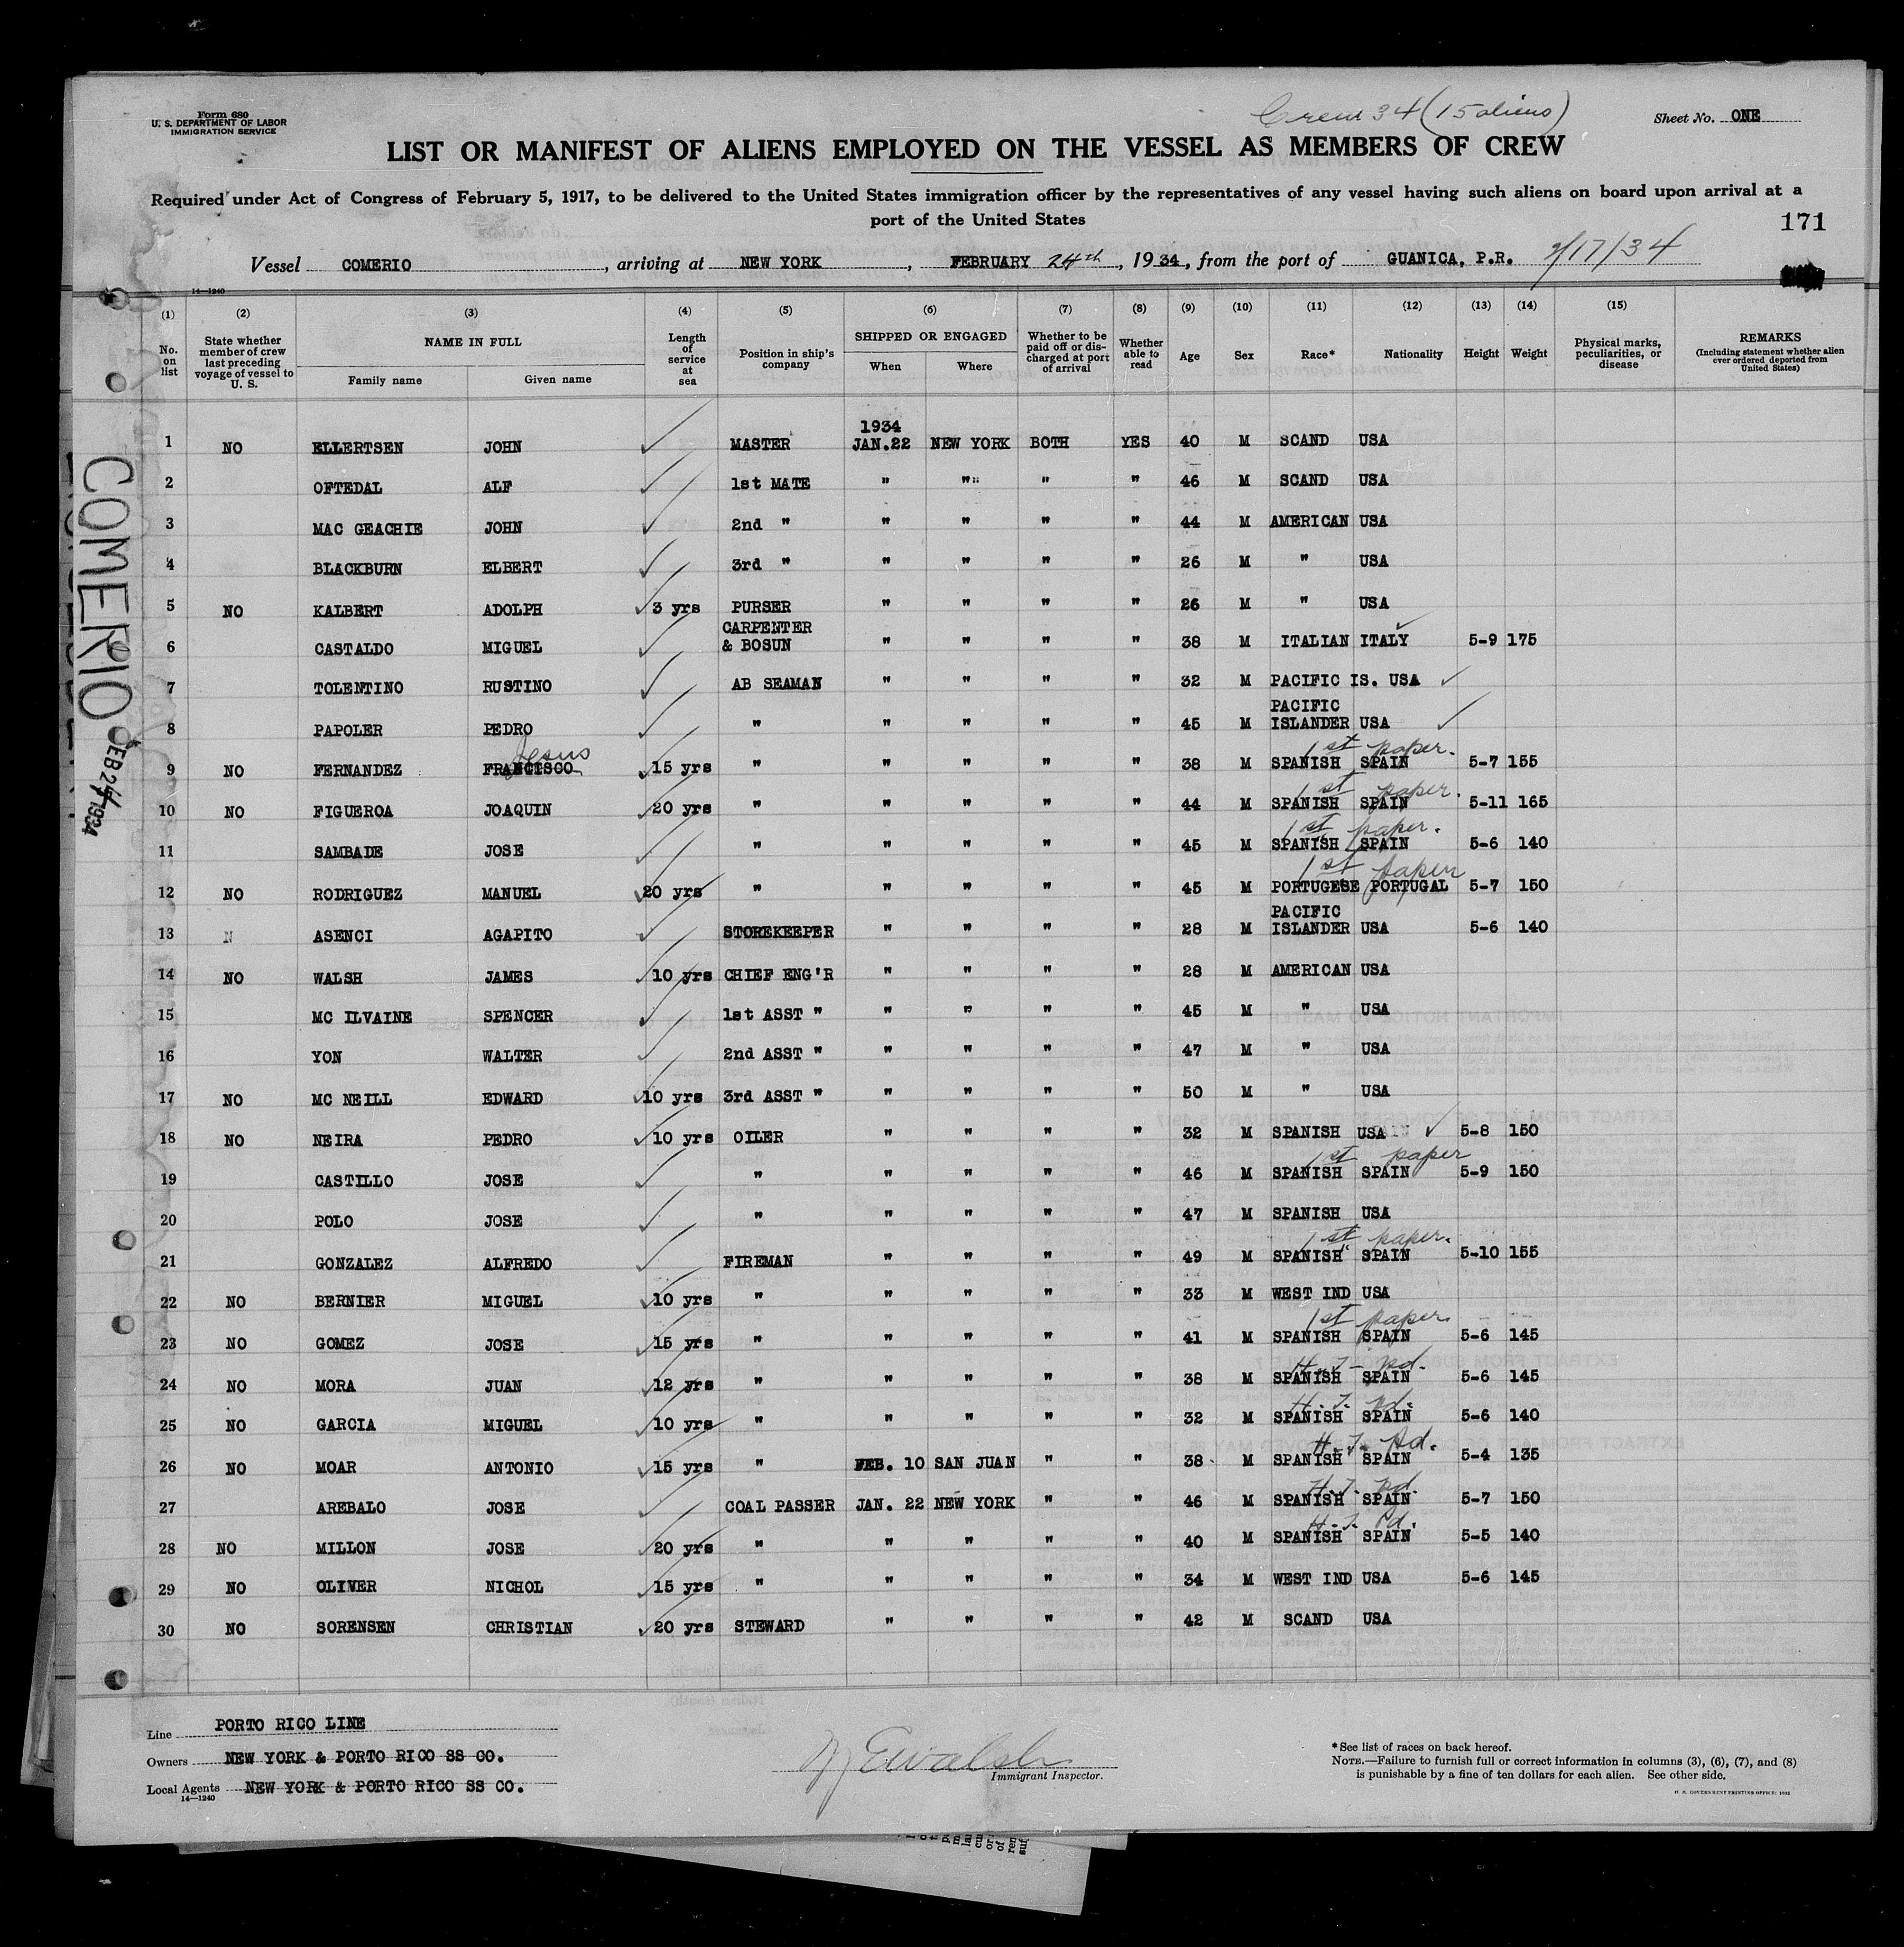 Form 680
U. S. DEPARTMENT OF LABOR
IMMIGRATION SERVICE
Crew 34 (15 aliens)
Sheet No. ONE
LIST OR MANIFEST OF ALIENS EMPLOYED ON THE VESSEL AS MEMBERS OF CREW
Required under Act of Congress of February 5, 1917, to be delivered to the United States immigration officer by the representatives of any vessel having such aliens on board upon arrival at a
port of the United States
171
Vessel COMERIO, arriving at NEW YORK, FEBRUARY 24th, 1934, from the port of GUANICA, P.R. 2/17/34
14—1240
(1) (2) (3) (4) (5) (6) (7) (8) (9) (10) (11) (12) (13) (14) (15)
No. on list
State whether member of crew last preceding voyage of vessel to U. S.
NAME IN FULL
Family name Given name
Length of service at sea
Position in ship's company
SHIPPED OR ENGAGED
When Where
Whether to be paid off or discharged at port of arrival
Whether able to read
Age
Sex
Race*
Nationality
Height
Weight
Physical marks, peculiarities, or disease
REMARKS
(Including statement whether alien ever ordered deported from United States)
1 NO ELLERTSEN JOHN MASTER 1934 JAN.22 NEW YORK BOTH YES 40 M SCAND USA
2 OFTEDAL ALF 1st MATE " " " " 46 M SCAND USA
3 MAC GEACHIE JOHN 2nd " " " " " 44 M AMERICAN USA
4 BLACKBURN ELBERT 3rd " " " " " 26 M " USA
5 NO KALBERT ADOLPH 3 yrs PURSER " " " " 26 M " USA
6 CASTALDO MIGUEL CARPENTER & BOSUN " " " " 38 M ITALIAN ITALY 5-9 175
7 TOLENTINO RUSTINO AB SEAMAN " " " " 32 M PACIFIC IS. USA
8 PAPOLER PEDRO " " " " " 45 M PACIFIC ISLANDER USA
9 NO FERNANDEZ FRANCISCO Jesus 15 yrs " " " " " 38 M SPANISH SPAIN 1st paper. 5-7 155
10 NO FIGUEROA JOAQUIN 20 yrs " " " " " 44 M SPANISH SPAIN 1st paper. 5-11 165
11 SAMBADE JOSE " " " " " 45 M SPANISH SPAIN 1st paper. 5-6 140
12 NO RODRIGUEZ MANUEL 20 yrs " " " " " 45 M PORTUGESE PORTUGAL 1st paper 5-7 150
13 N ASENCI AGAPITO STOREKEEPER " " " " 28 M PACIFIC ISLANDER USA 5-6 140
14 NO WALSH JAMES 10 yrs CHIEF ENG'R " " " " 28 M AMERICAN USA
15 MC ILVAINE SPENCER 1st ASST " " " " " 45 M " USA
16 YON WALTER 2nd ASST " " " " " 47 M " USA
17 NO MC NEILL EDWARD 10 yrs 3rd ASST " " " " " 50 M " USA
18 NO NEIRA PEDRO 10 yrs OILER " " " " 32 M SPANISH USA 5-8 150
19 CASTILLO JOSE " " " " " 46 M SPANISH SPAIN 1st paper 5-9 150
20 POLO JOSE " " " " " 47 M SPANISH USA
21 GONZALEZ ALFREDO FIREMAN " " " " 49 M SPANISH SPAIN 1st paper. 5-10 155
22 NO BERNIER MIGUEL 10 yrs " " " " " 33 M WEST IND USA
23 NO GOMEZ JOSE 15 yrs " " " " " 41 M SPANISH SPAIN 1st paper 5-6 145
24 NO MORA JUAN 12 yrs " " " " " 38 M SPANISH SPAIN H.T. pd. 5-6 145
25 NO GARCIA MIGUEL 10 yrs " " " " " 32 M SPANISH SPAIN H.T. pd. 5-6 140
26 NO MOAR ANTONIO 15 yrs " FEB. 10 SAN JUAN " " 38 M SPANISH SPAIN H.T. pd. 5-4 135
27 AREBALO JOSE COAL PASSER JAN. 22 NEW YORK " " 46 M SPANISH SPAIN H.T. pd. 5-7 150
28 NO MILLON JOSE 20 yrs " " " " " 40 M SPANISH SPAIN H.T. pd. 5-5 140
29 NO OLIVER NICHOL 15 yrs " " " " " 34 M WEST IND USA 5-6 145
30 NO SORENSEN CHRISTIAN 20 yrs STEWARD " " " " 42 M SCAND USA
COMERIO
FEB 24 1934
Line PORTO RICO LINE
Owners NEW YORK & PORTO RICO SS CO.
Local Agents NEW YORK & PORTO RICO SS CO.
14—1240
Immigrant Inspector.
*See list of races on back hereof.
NOTE.—Failure to furnish full or correct information in columns (3), (6), (7), and (8)
is punishable by a fine of ten dollars for each alien. See other side.